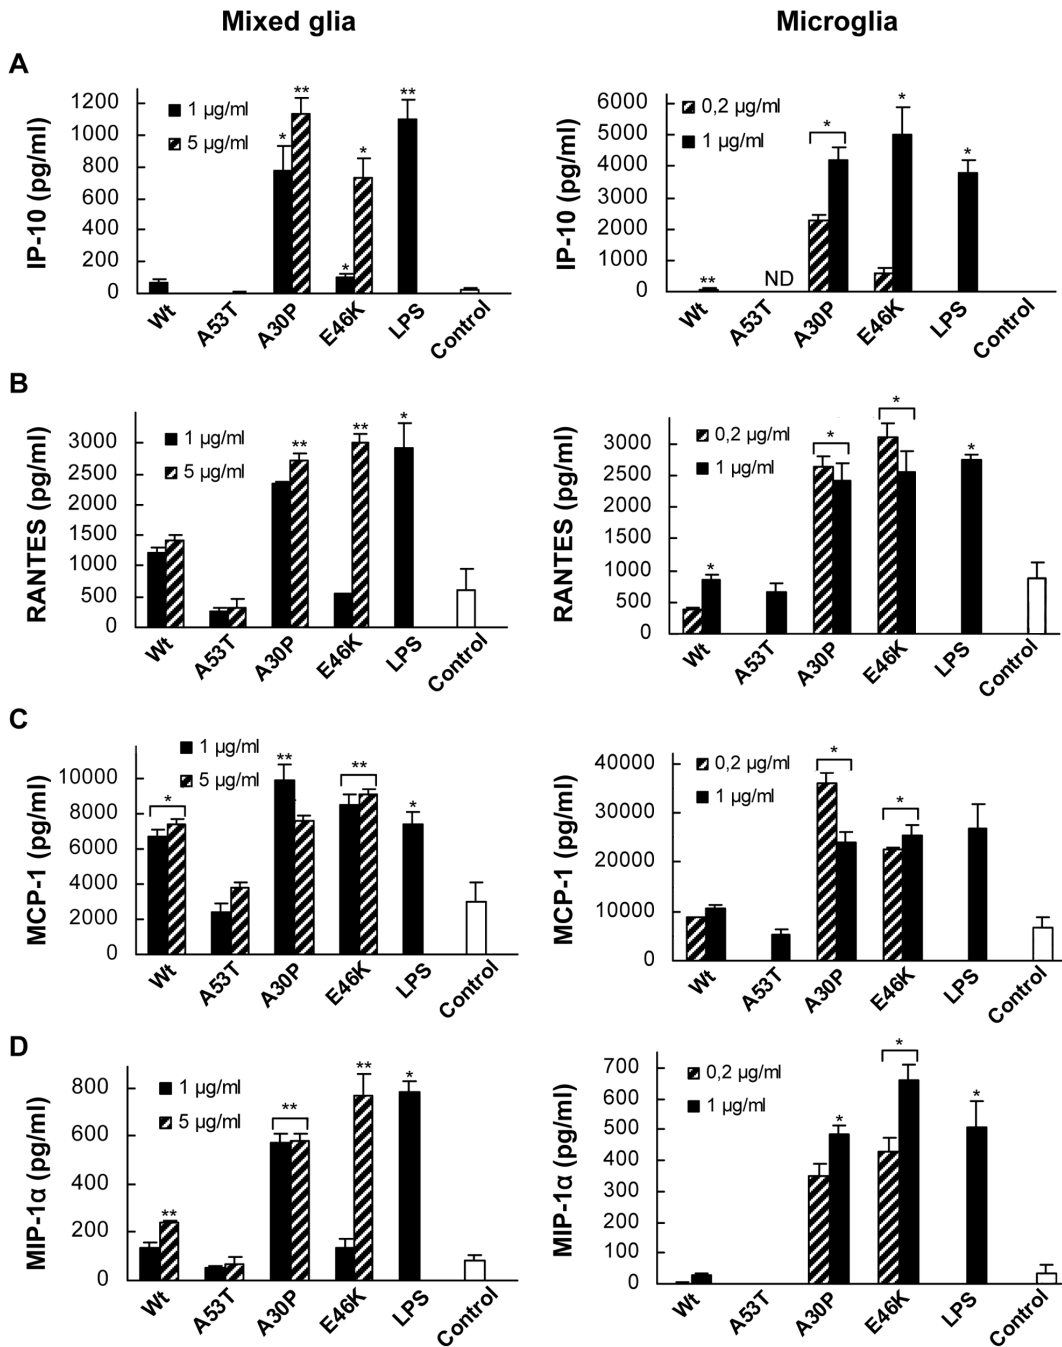 Mixed glia
Microglia
A
IP-10 (pg/ml)
1200
1000
800
600
400
200
0
1 µg/ml
5 µg/ml
*
**
*
*
**
Wt
A53T
A30P
E46K
LPS
Control
IP-10 (pg/ml)
6000
5000
4000
3000
2000
1000
0
0,2 µg/ml
1 µg/ml
**
ND
*
*
*
Wt
A53T
A30P
E46K
LPS
Control
B
RANTES (pg/ml)
3000
2500
2000
1500
1000
500
0
1 µg/ml
5 µg/ml
**
**
*
Wt
A53T
A30P
E46K
LPS
Control
RANTES (pg/ml)
3000
2500
2000
1500
1000
500
0
0,2 µg/ml
1 µg/ml
*
*
*
*
Wt
A53T
A30P
E46K
LPS
Control
C
MCP-1 (pg/ml)
10000
8000
6000
4000
2000
0
1 µg/ml
5 µg/ml
*
**
**
*
Wt
A53T
A30P
E46K
LPS
Control
MCP-1 (pg/ml)
40000
30000
20000
10000
0
0,2 µg/ml
1 µg/ml
*
*
Wt
A53T
A30P
E46K
LPS
Control
D
MIP-1α (pg/ml)
800
600
400
200
0
1 µg/ml
5 µg/ml
**
**
**
*
Wt
A53T
A30P
E46K
LPS
Control
MIP-1α (pg/ml)
700
600
500
400
300
200
100
0
0,2 µg/ml
1 µg/ml
*
*
*
Wt
A53T
A30P
E46K
LPS
Control